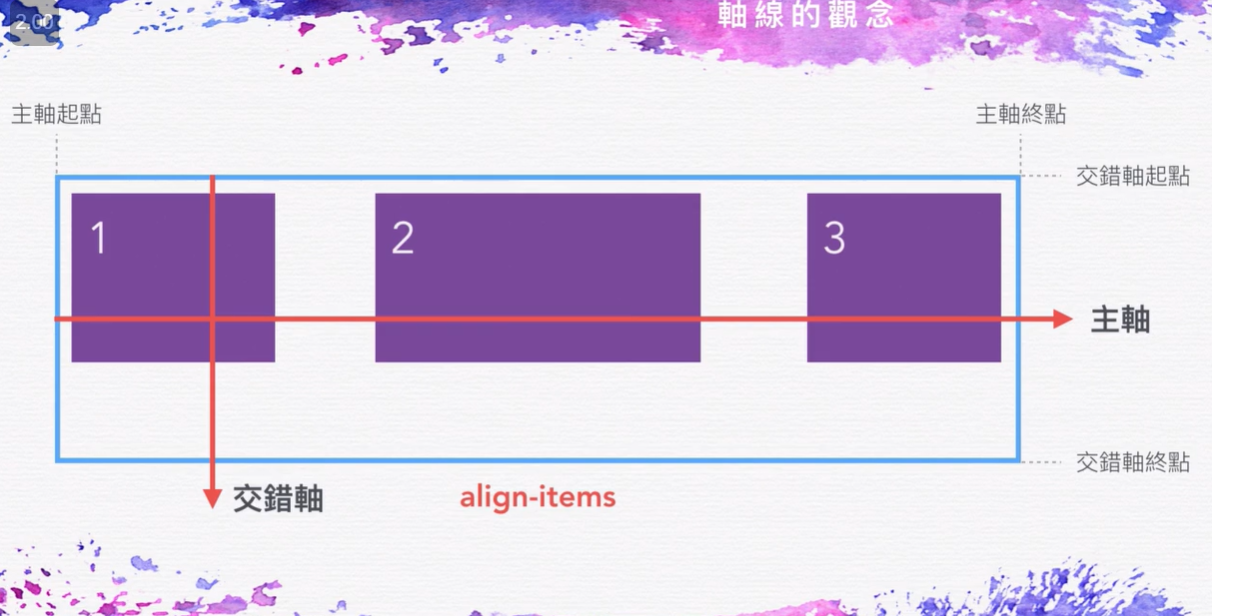 2.00
軸線的觀念
主軸起點
主軸終點
交錯軸起點
1
2
3
主軸
交錯軸終點
交錯軸
align-items